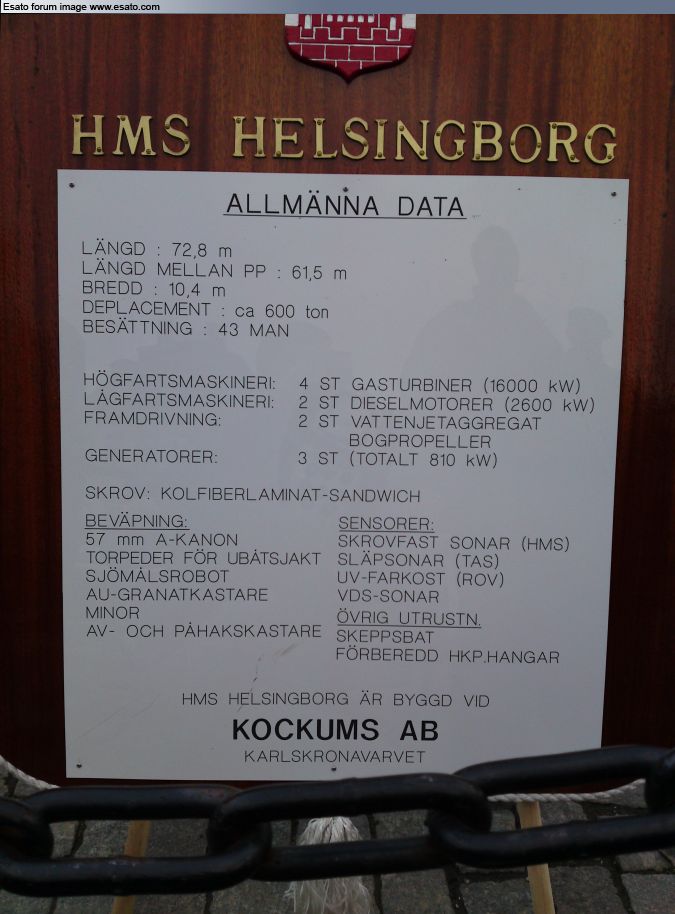 Esato forum image www.esato.com
HMS HELSINGBORG
ALLMÄNNA DATA
LÄNGD : 72,8 m
LÄNGD MELLAN PP : 61,5 m
BREDD : 10,4 m
DEPLACEMENT : ca 600 ton
BESÄTTNING : 43 MAN
HÖGFARTSMASKINERI: 4 ST GASTURBINER (16000 kW)
LÅGFARTSMASKINERI: 2 ST DIESELMOTORER (2600 kW)
FRAMDRIVNING: 2 ST VATTENJETAGGREGAT
BOGPROPELLER
GENERATORER: 3 ST (TOTALT 810 kW)
SKROV: KOLFIBERLAMINAT-SANDWICH
BEVÄPNING:
57 mm A-KANON
TORPEDER FÖR UBÅTSJAKT
SJÖMÅLSROBOT
AU-GRANATKASTARE
MINOR
AV- OCH PÅHAKSKASTARE
SENSORER:
SKROVFAST SONAR (HMS)
SLÄPSONAR (TAS)
UV-FARKOST (ROV)
VDS-SONAR
ÖVRIG UTRUSTN.
SKEPPSBAT
FÖRBEREDD HKP.HANGAR
HMS HELSINGBORG ÄR BYGGD VID
KOCKUMS AB
KARLSKRONAVARVET